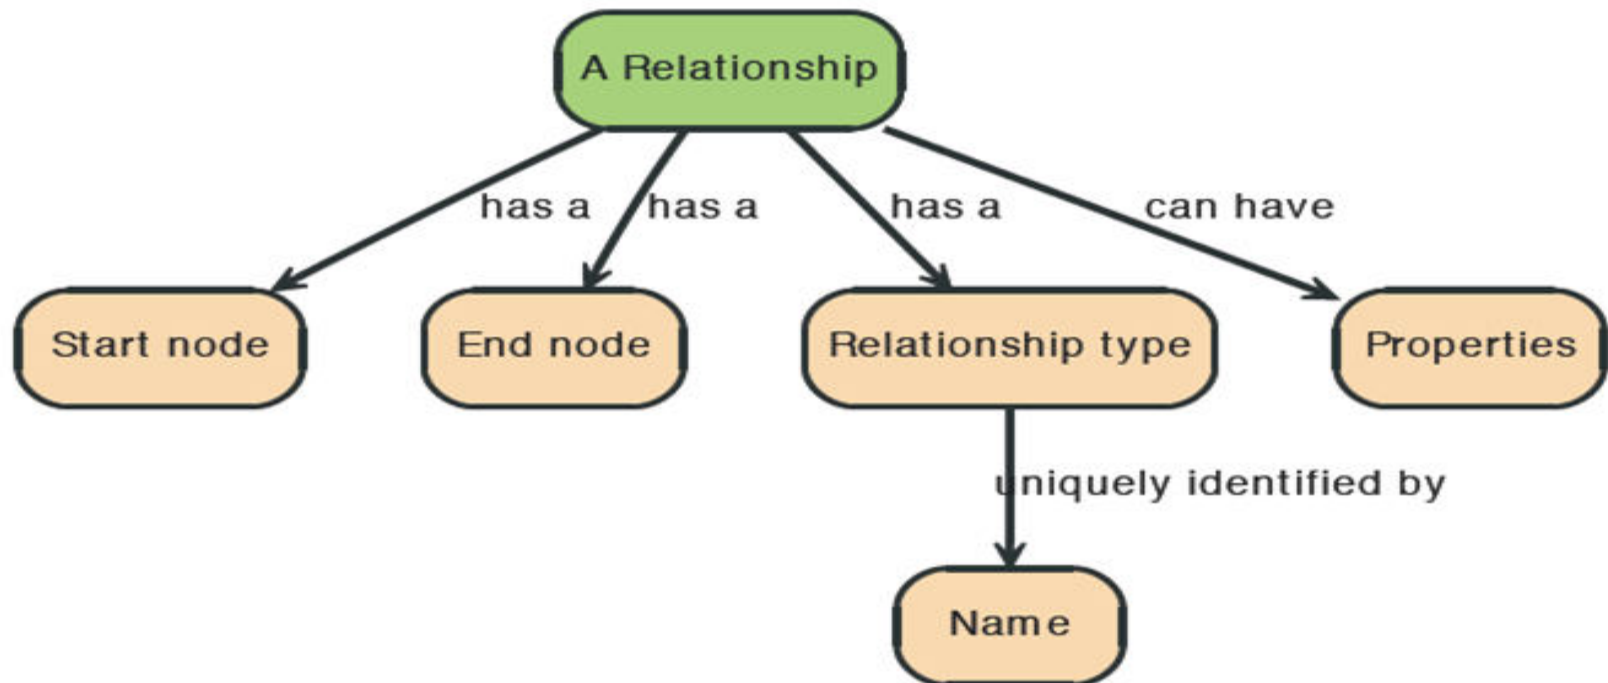 A Relationship
has a
has a
has a
can have
Start node
End node
Relationship type
Properties
uniquely identified by
Name